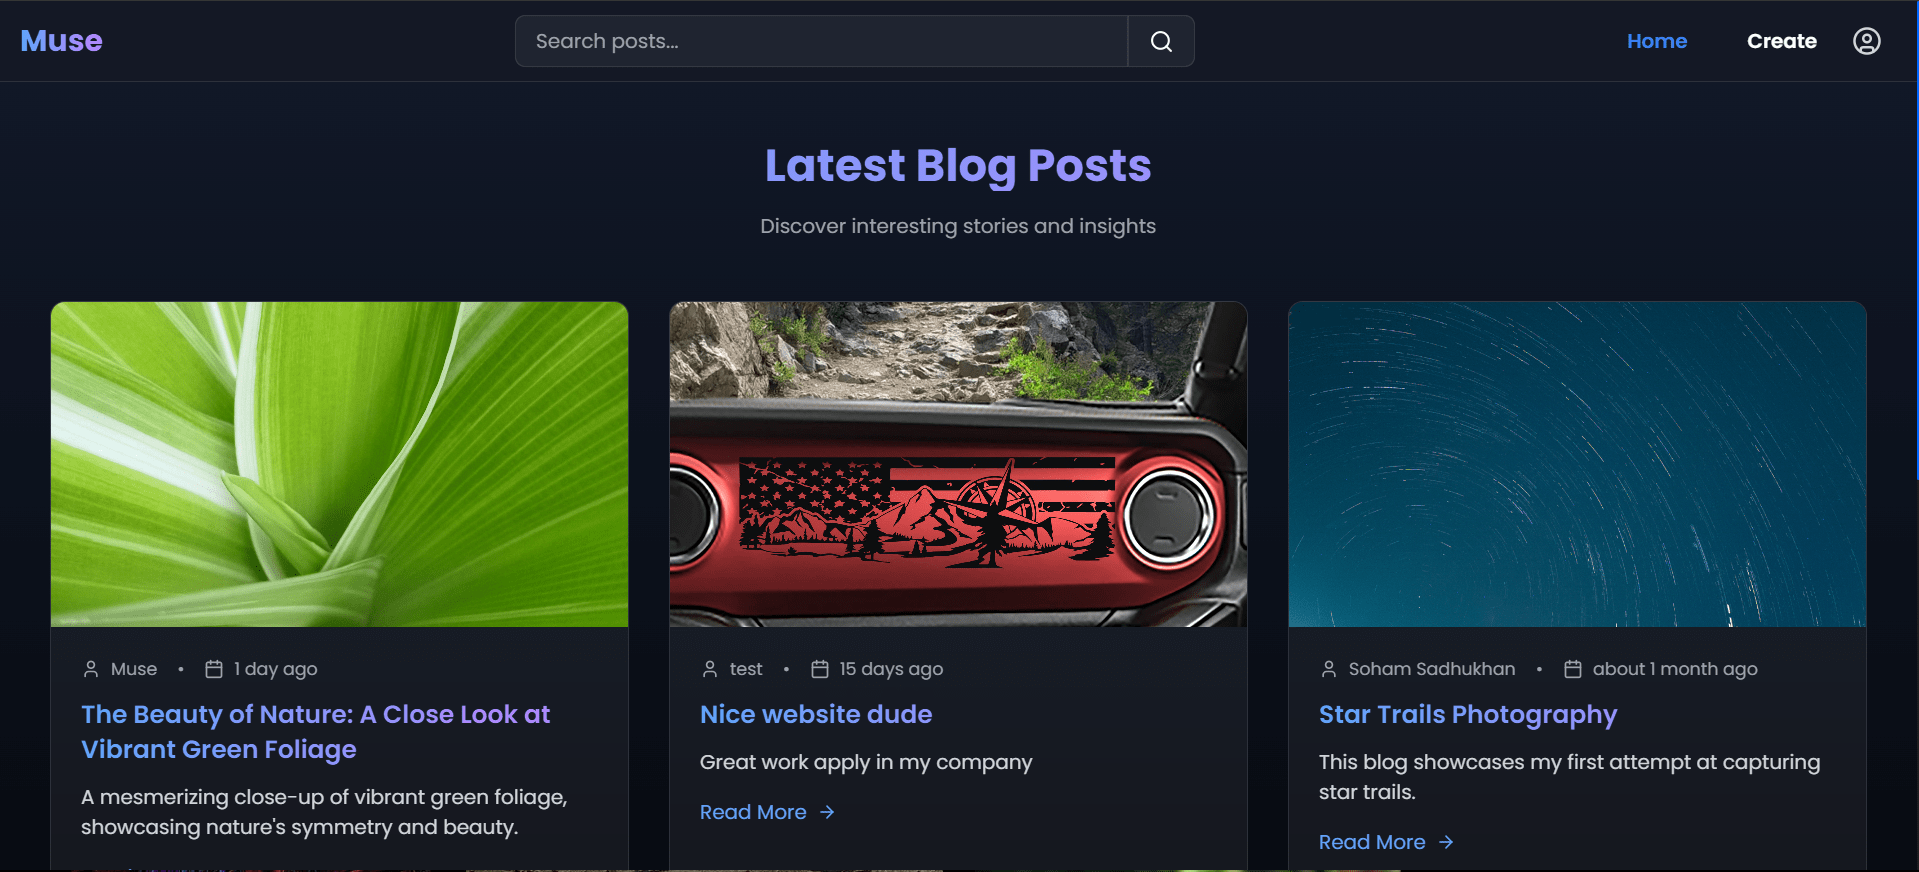 Muse
Search posts...
Home
Create
Latest Blog Posts
Discover interesting stories and insights
Muse • 1 day ago
The Beauty of Nature: A Close Look at
Vibrant Green Foliage
A mesmerizing close-up of vibrant green foliage,
showcasing nature's symmetry and beauty.
test • 15 days ago
Nice website dude
Great work apply in my company
Read More →
Soham Sadhukhan • about 1 month ago
Star Trails Photography
This blog showcases my first attempt at capturing
star trails.
Read More →